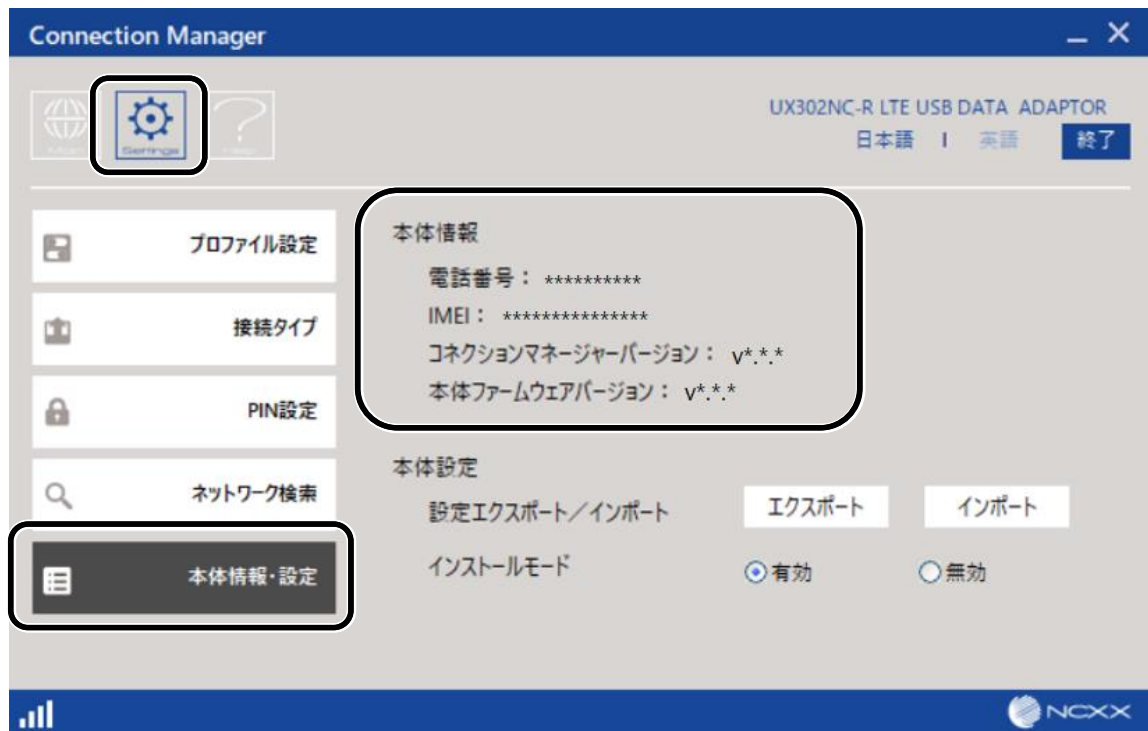 Connection Manager
Settings
UX302NC-R LTE USB DATA ADAPTOR
日本語 | 英語 終了
プロファイル設定
接続タイプ
PIN設定
ネットワーク検索
本体情報・設定
本体情報
電話番号： **********
IMEI： ***************
コネクションマネージャーバージョン： v*.*.*
本体ファームウェアバージョン： v*.*.*
本体設定
設定エクスポート／インポート エクスポート インポート
インストールモード 有効 無効
NCXX